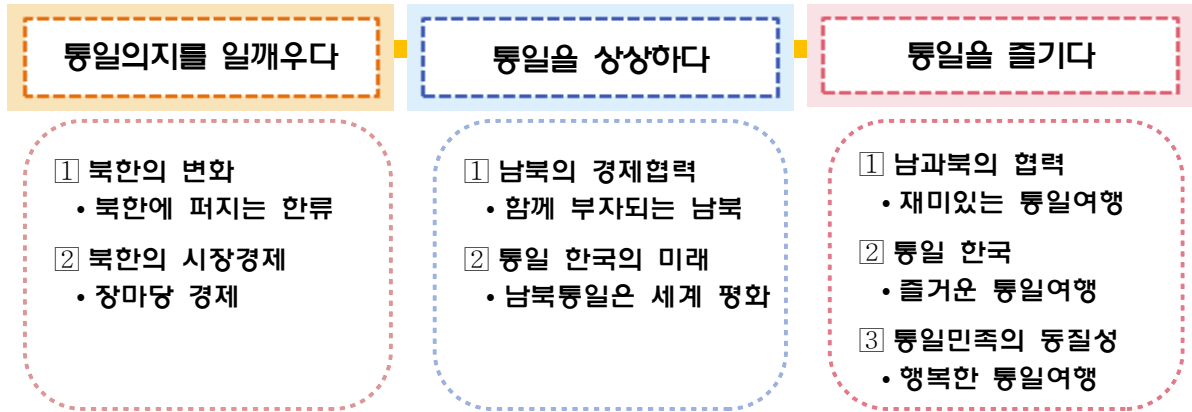 통일의지를 일깨우다
1 북한의 변화
• 북한에 퍼지는 한류
2 북한의 시장경제
• 장마당 경제
통일을 상상하다
1 남북의 경제협력
• 함께 부자되는 남북
2 통일 한국의 미래
• 남북통일은 세계 평화
통일을 즐기다
1 남과북의 협력
• 재미있는 통일여행
2 통일 한국
• 즐거운 통일여행
3 통일민족의 동질성
• 행복한 통일여행